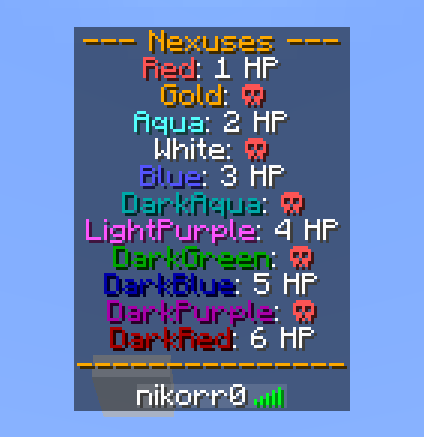 --- Nexuses ---
Red: 1 HP
Gold: ☠
Aqua: 2 HP
White: ☠
Blue: 3 HP
DarkAqua: ☠
LightPurple: 4 HP
DarkGreen: ☠
DarkBlue: 5 HP
DarkPurple: ☠
DarkRed: 6 HP
----------------
nikorr0